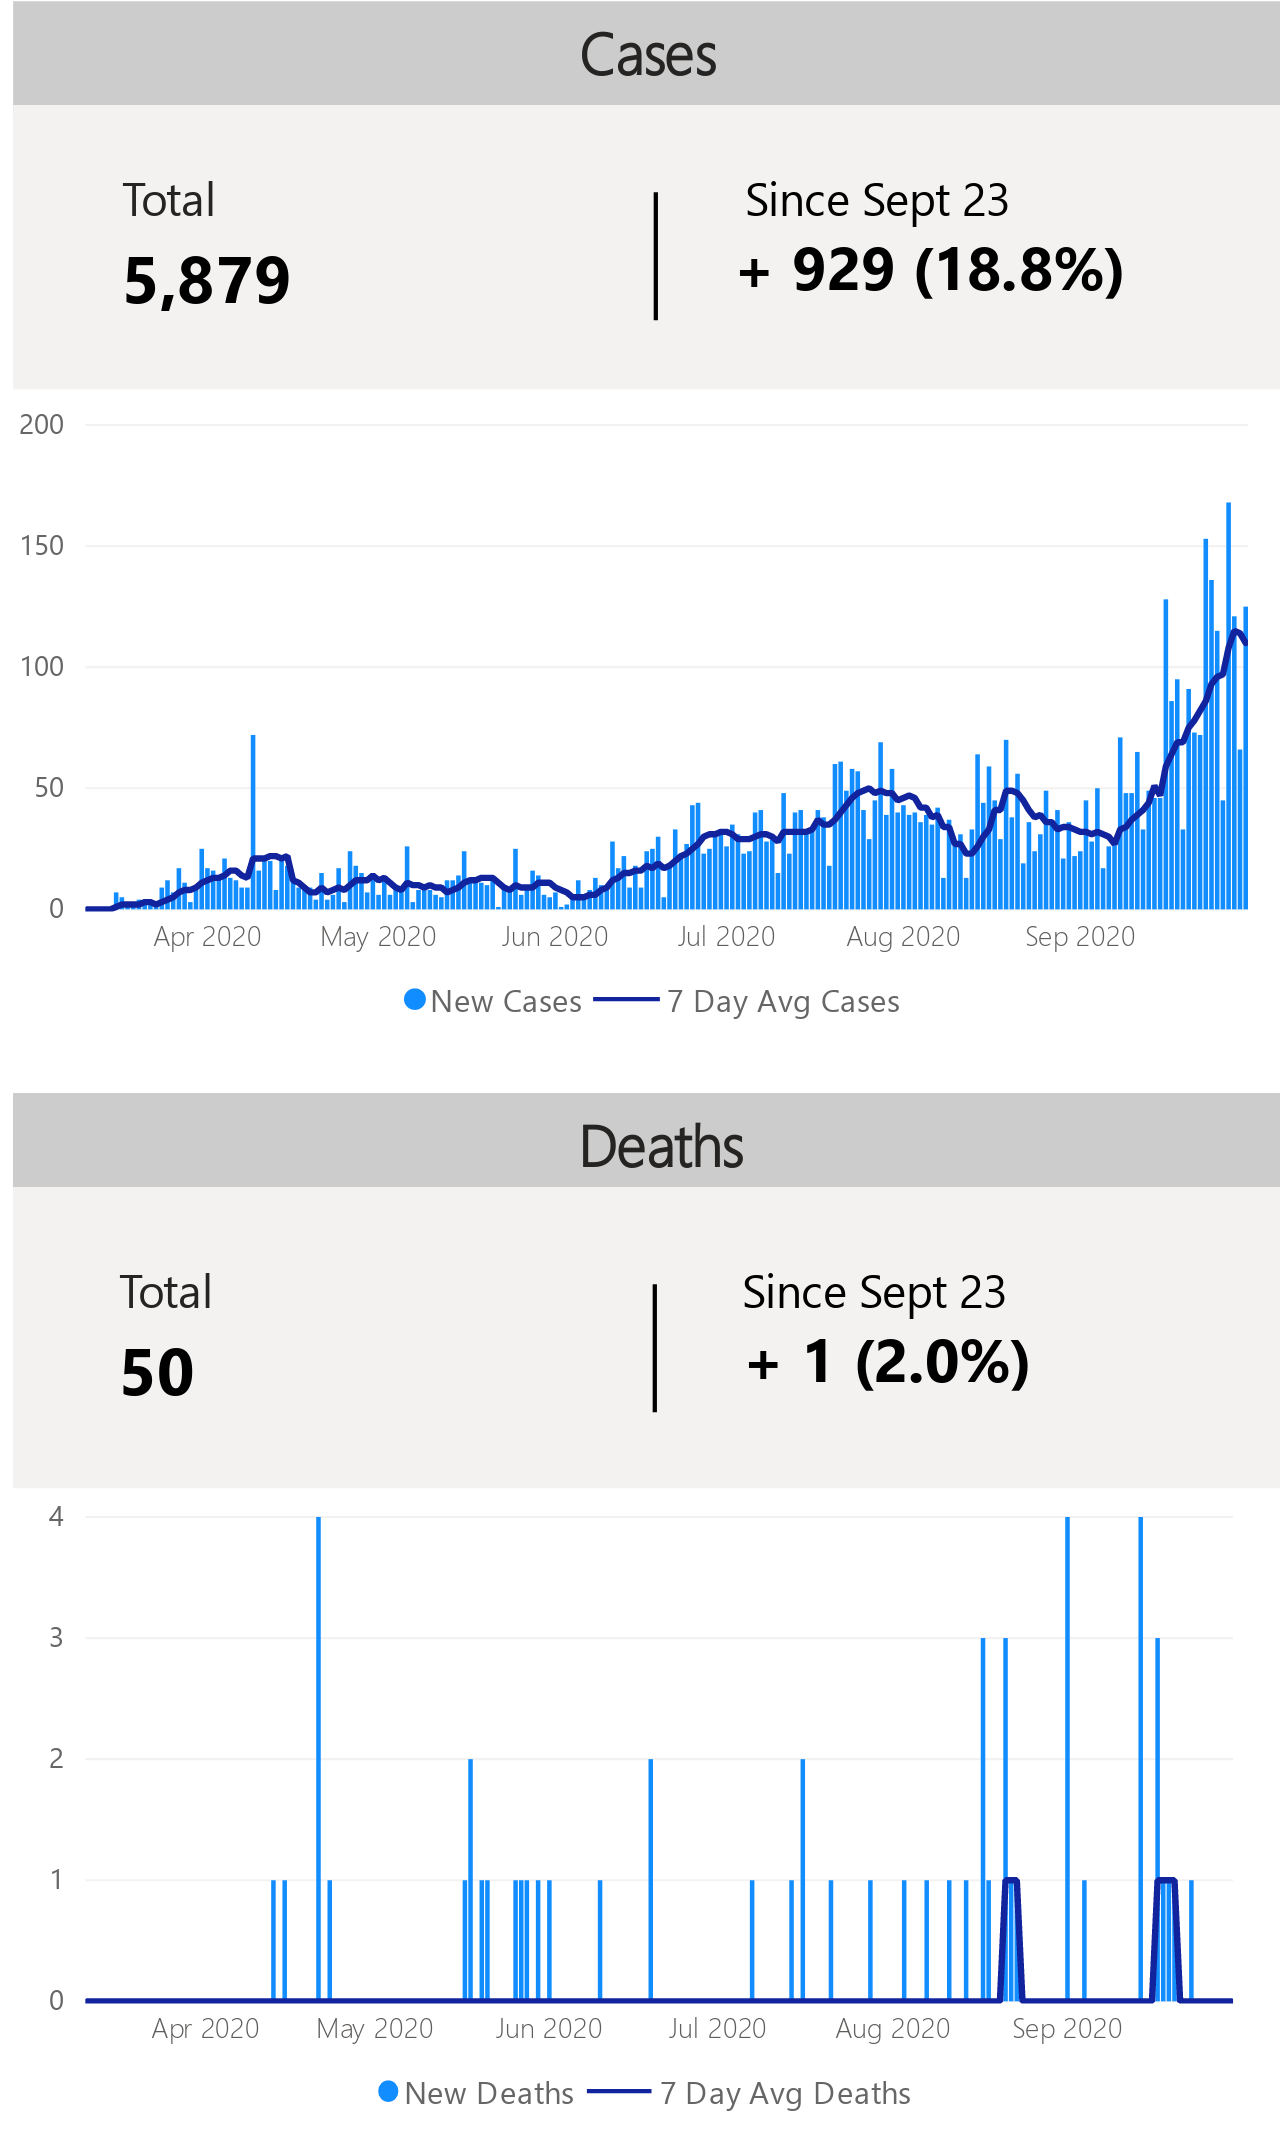 Cases
Total
Since Sept 23
5,879
+ 929 (18.8%)
200
150
100
50
0
Apr 2020 May 2020 Jun 2020 Jul 2020 Aug 2020 Sep 2020
New Cases 7 Day Avg Cases
Deaths
Total
Since Sept 23
50
+ 1 (2.0%)
4
3
2
1
0
Apr 2020 May 2020 Jun 2020 Jul 2020 Aug 2020 Sep 2020
New Deaths 7 Day Avg Deaths